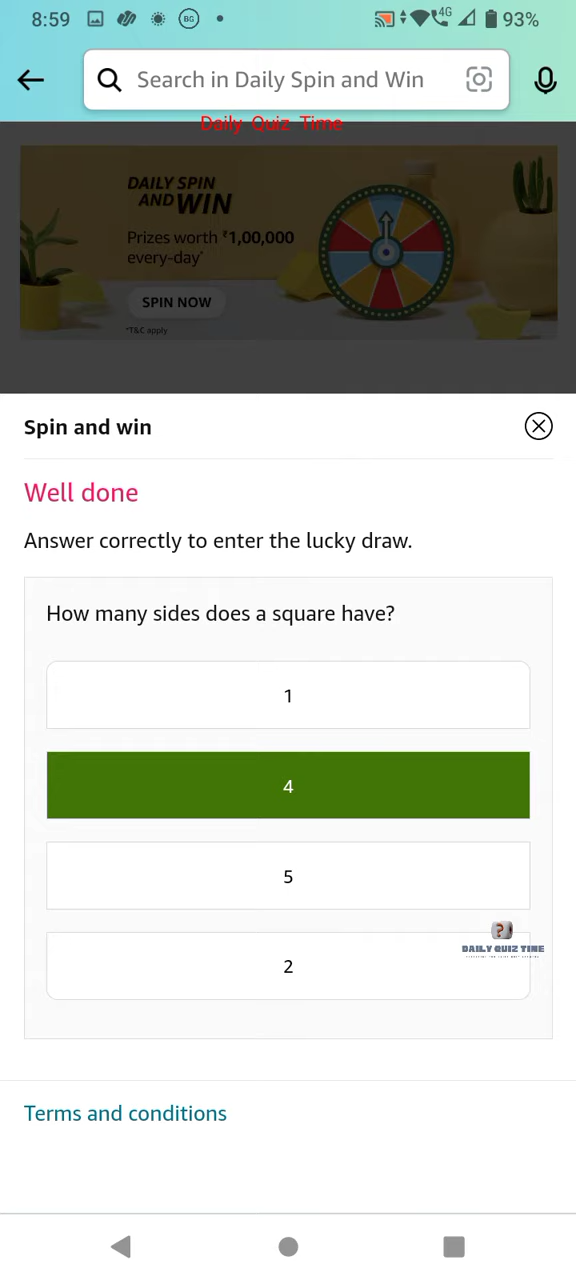 8:59
BG
4G
93%
Search in Daily Spin and Win
Daily Quiz Time
DAILY SPIN
AND WIN
Prizes worth ₹1,00,000
every-day*
SPIN NOW
*T&C apply
Spin and win
Well done
Answer correctly to enter the lucky draw.
How many sides does a square have?
1
4
5
?
DAILY QUIZ TIME
2
Terms and conditions